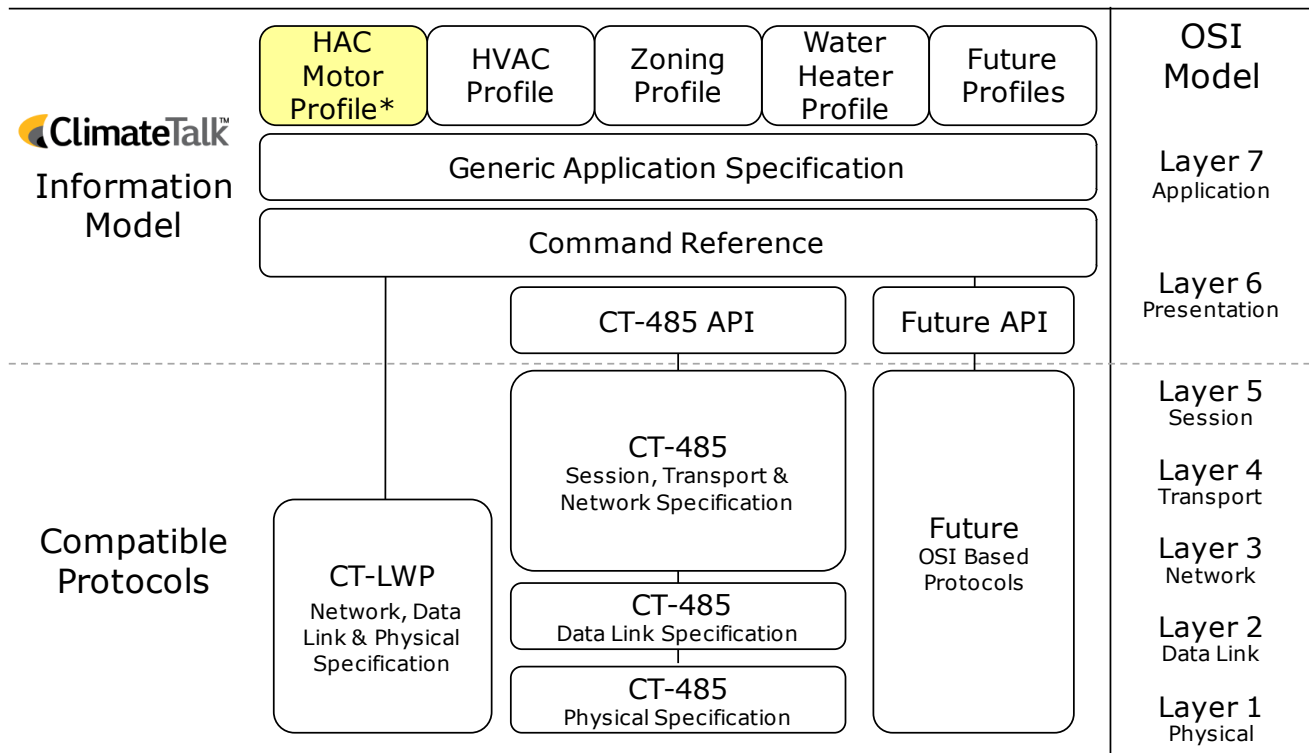 HAC
Motor
Profile*
HVAC
Profile
Zoning
Profile
Water
Heater
Profile
Future
Profiles
OSI
Model
ClimateTalk™
Information
Model
Generic Application Specification
Layer 7
Application
Command Reference
Layer 6
Presentation
CT-485 API
Future API
Compatible
Protocols
CT-LWP
Network, Data
Link & Physical
Specification
CT-485
Session, Transport &
Network Specification
CT-485
Data Link Specification
CT-485
Physical Specification
Future
OSI Based
Protocols
Layer 5
Session
Layer 4
Transport
Layer 3
Network
Layer 2
Data Link
Layer 1
Physical